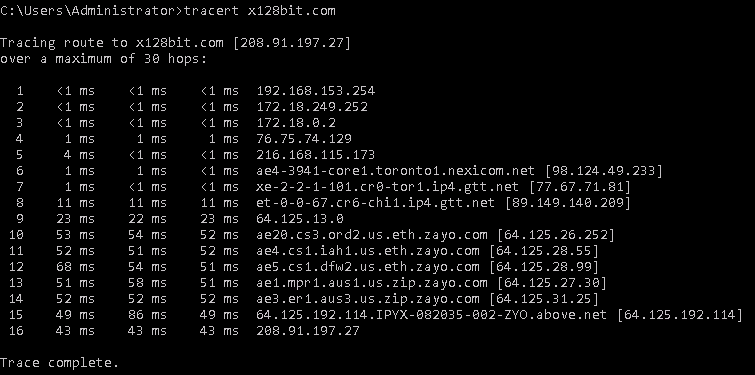 C:\Users\Administrator>tracert x128bit.com
Tracing route to x128bit.com [208.91.197.27]
over a maximum of 30 hops:
1 <1 ms <1 ms <1 ms 192.168.153.254
2 <1 ms <1 ms <1 ms 172.18.249.252
3 <1 ms <1 ms <1 ms 172.18.0.2
4 1 ms 1 ms 1 ms 76.75.74.129
5 4 ms <1 ms <1 ms 216.168.115.173
6 1 ms 1 ms <1 ms ae4-3941-core1.toronto1.nexicom.net [98.124.49.233]
7 1 ms <1 ms <1 ms xe-2-2-1-101.cr0-tor1.ip4.gtt.net [77.67.71.81]
8 11 ms 11 ms 11 ms et-0-0-67.cr6-chi1.ip4.gtt.net [89.149.140.209]
9 23 ms 22 ms 23 ms 64.125.13.0
10 53 ms 54 ms 52 ms ae20.cs3.ord2.us.eth.zayo.com [64.125.26.252]
11 52 ms 51 ms 52 ms ae4.cs1.iah1.us.eth.zayo.com [64.125.28.55]
12 68 ms 54 ms 51 ms ae5.cs1.dfw2.us.eth.zayo.com [64.125.28.99]
13 51 ms 58 ms 51 ms ae1.mpr1.aus1.us.zip.zayo.com [64.125.27.30]
14 52 ms 52 ms 52 ms ae3.er1.aus3.us.zip.zayo.com [64.125.31.25]
15 49 ms 86 ms 49 ms 64.125.192.114.IPYX-082035-002-ZYO.above.net [64.125.192.114]
16 43 ms 43 ms 43 ms 208.91.197.27
Trace complete.